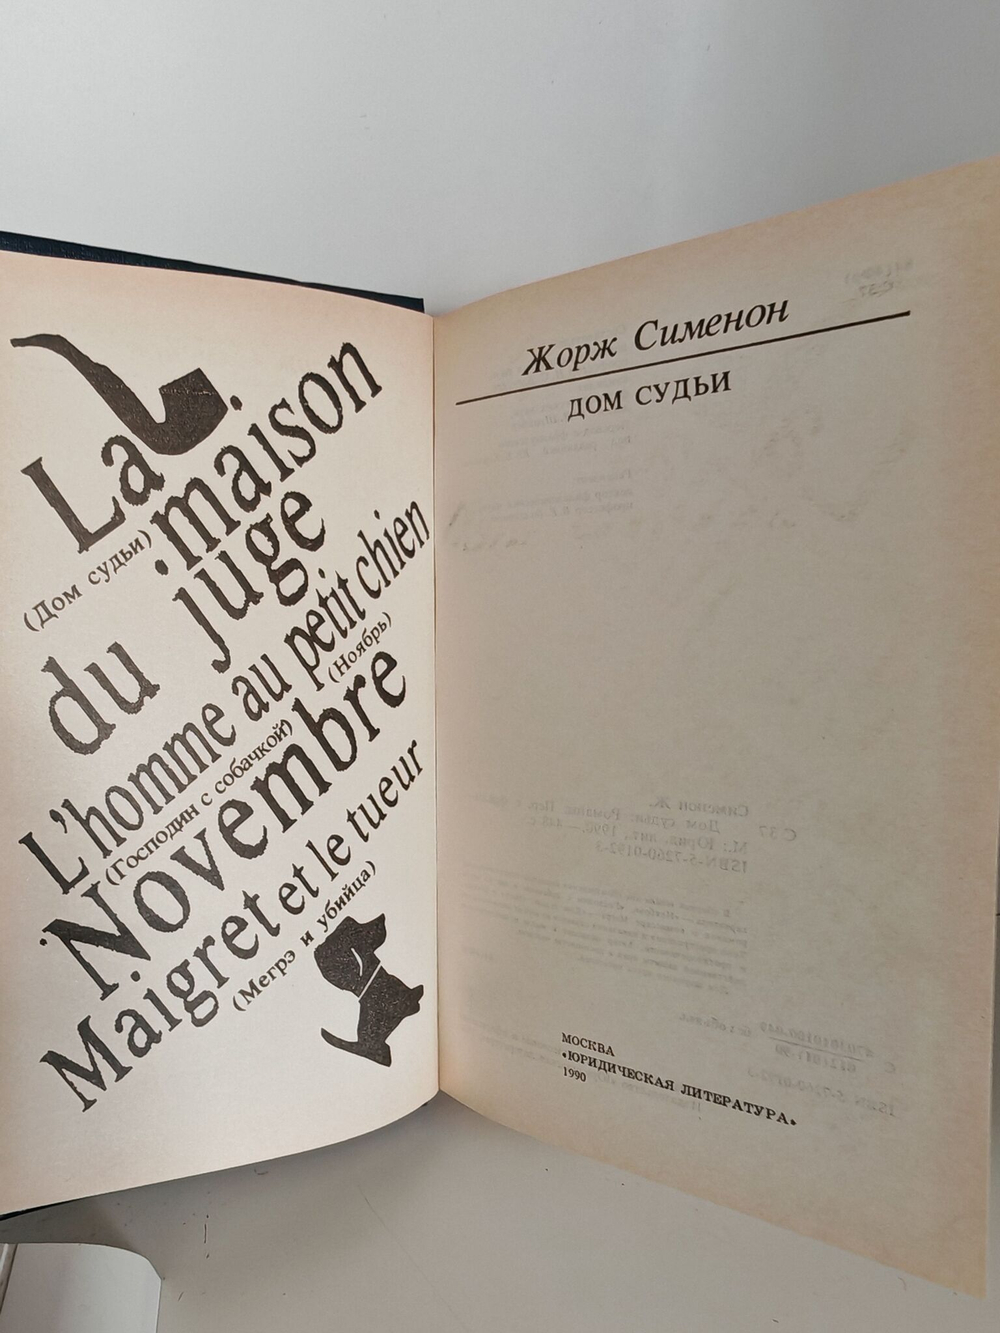 La maison
(Дом судьи)
du juge
L'homme au petit chien
(Господин с собачкой)
(Ноябрь)
Novembre
Maigret et le tueur
(Мегрэ и убийца)
Жорж Сименон
ДОМ СУДЬИ
МОСКВА
«ЮРИДИЧЕСКАЯ ЛИТЕРАТУРА»
1990